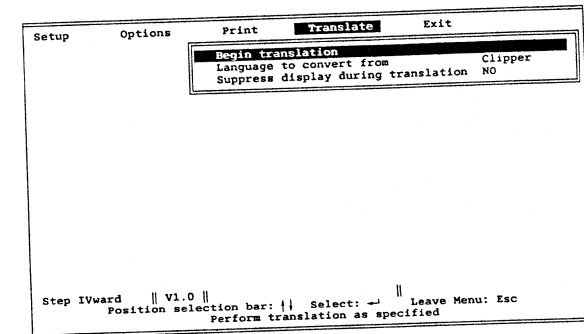 Setup Options Print Translate Exit
Begin translation
Language to convert from Clipper
Suppress display during translation NO
Step IVward ‖ V1.0 ‖ ‖
Position selection bar: ↑↓ Select: ↵ Leave Menu: Esc
Perform translation as specified